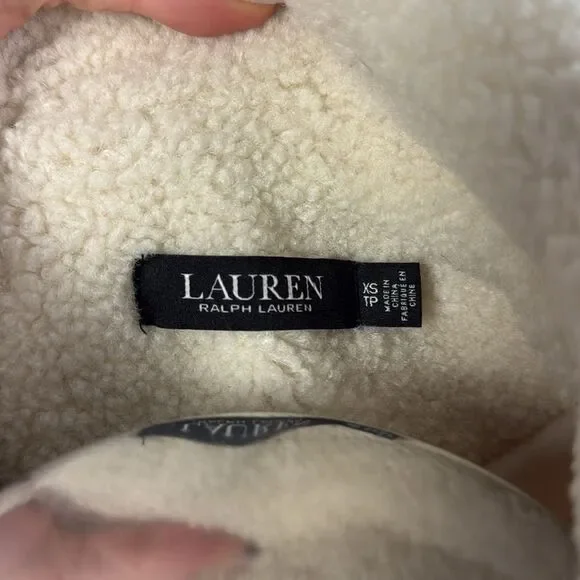 LAUREN
RALPH LAUREN
XS
TP
MADE IN
CHINA
FABRIQUÉ EN
CHINE